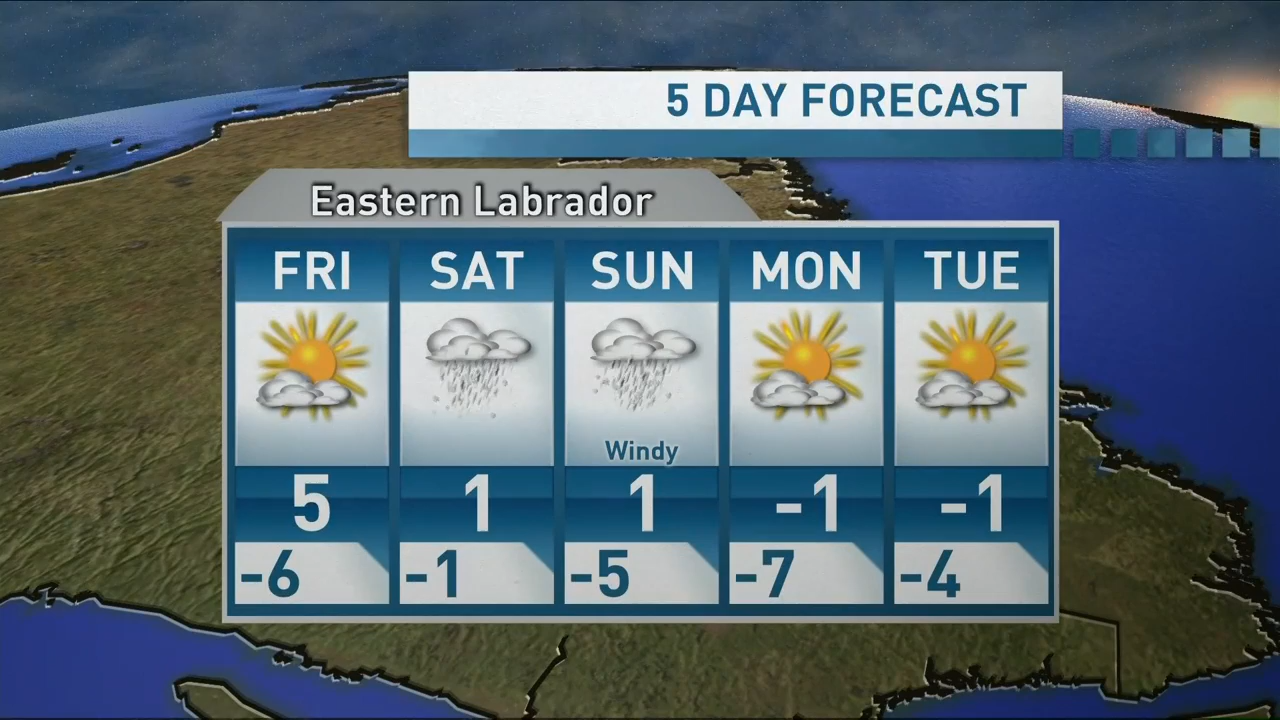 5 DAY FORECAST
Eastern Labrador
FRI SAT SUN MON TUE
Windy
5 1 1 -1 -1
-6 -1 -5 -7 -4